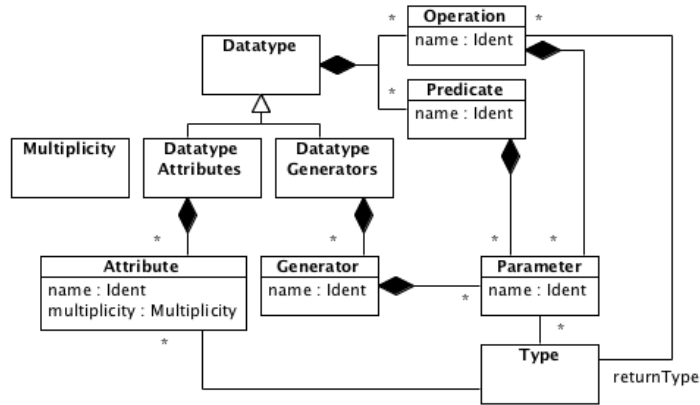 Operation
name : Ident
*
*
Datatype
*
Predicate
name : Ident
Multiplicity
Datatype
Attributes
Datatype
Generators
*
*
*
*
Attribute
name : Ident
multiplicity : Multiplicity
Generator
name : Ident
Parameter
name : Ident
*
*
*
Type
returnType